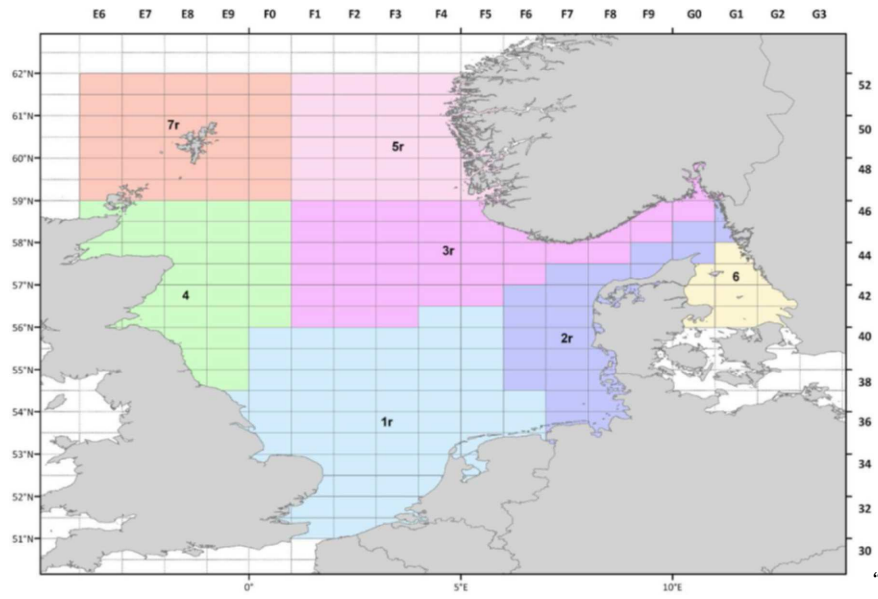 E6 E7 E8 E9 F0 F1 F2 F3 F4 F5 F6 F7 F8 F9 G0 G1 G2 G3
62°N
52
61°N
7r
50
5r
60°N
48
59°N
46
58°N
3r
44
6
57°N
4
42
56°N
2r
40
55°N
38
54°N
1r
36
53°N
34
52°N
32
51°N
30
“
0° 5°E 10°E